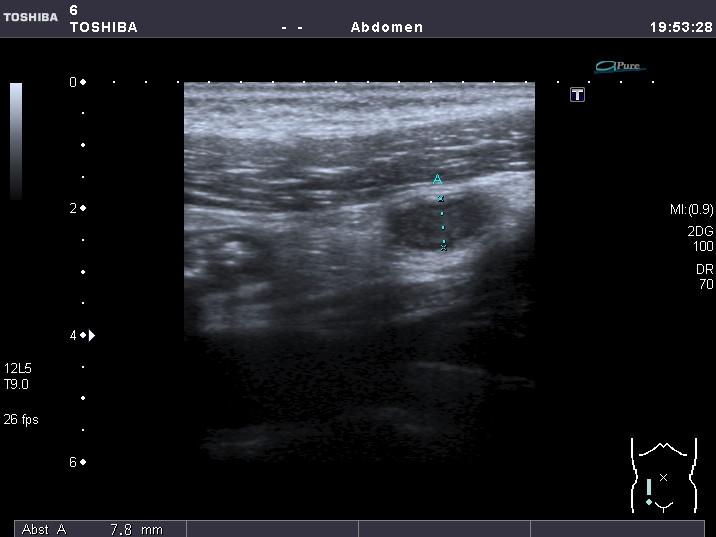 TOSHIBA
6
TOSHIBA - - Abdomen 19:53:28
APure
T
0
A
2
MI:(0.9)
2DG
100
DR
70
4
12L5
T9.0
26 fps
6
Abst A 7.8 mm